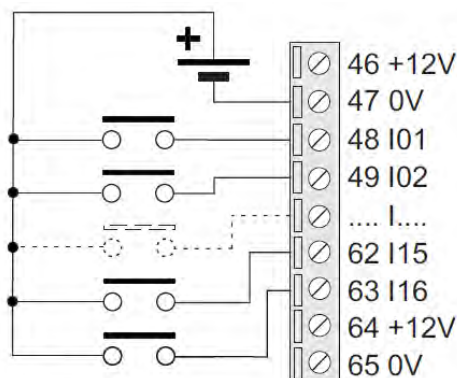 +
46 +12V
47 0V
48 I01
49 I02
.... I....
62 I15
63 I16
64 +12V
65 0V